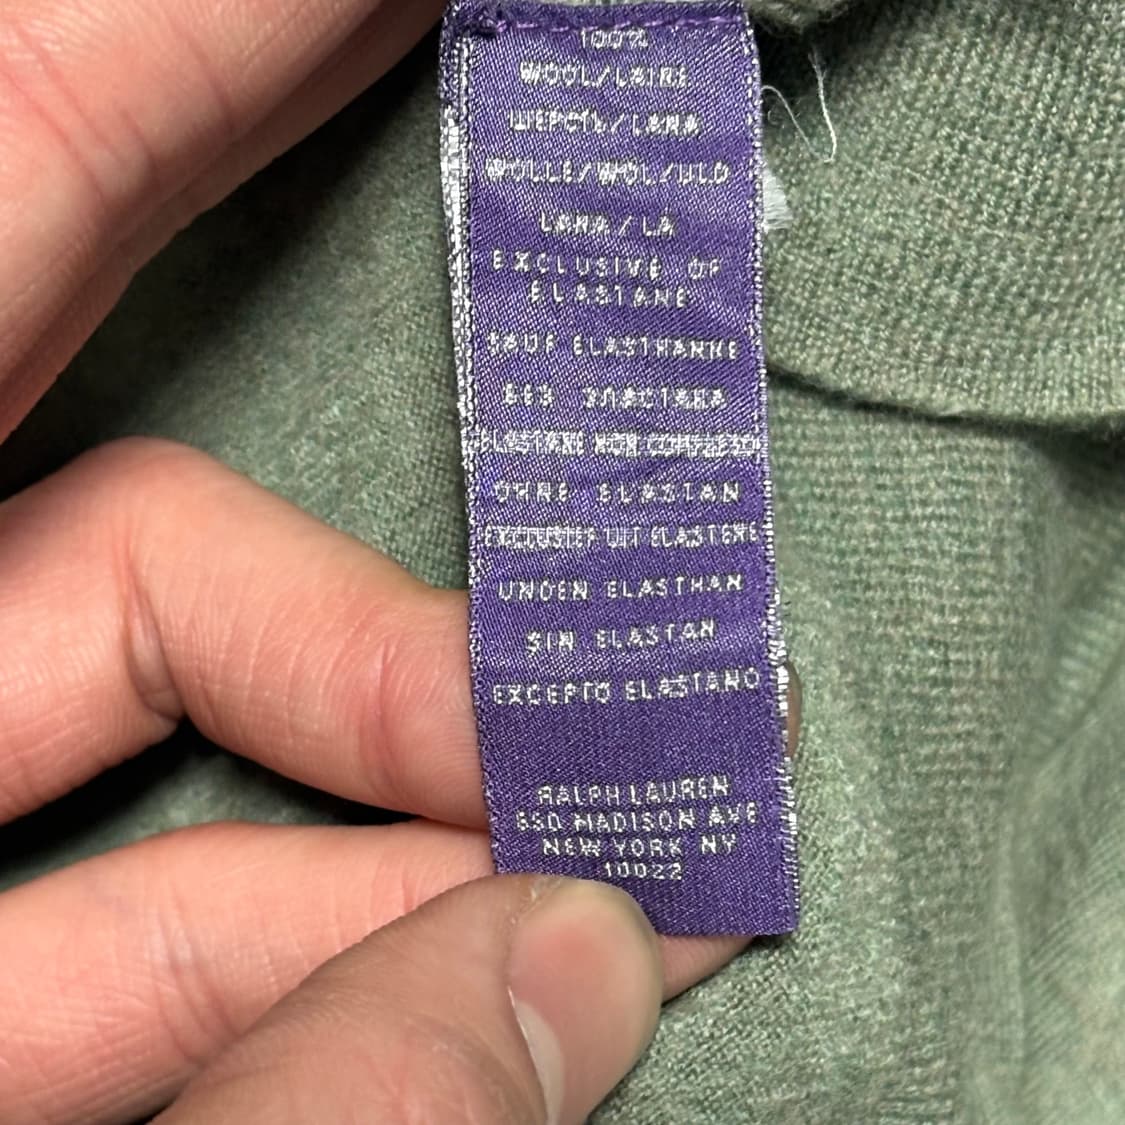 100%
WOOL/LAINE
ШЕРСТЬ/LANA
WOLLE/WOL/ULD
LANA / LÃ
EXCLUSIVE OF
ELASTANE
SAUF ELASTHANNE
БЕЗ ЭЛАСТАНА
ELASTANE NON COMPRESO
OHNE ELASTAN
EXCLUSIEF UIT ELASTENE
UNDEN ELASTHAN
SIN ELASTAN
EXCEPTO ELASTANO
RALPH LAUREN
650 MADISON AVE
NEW YORK NY
10022